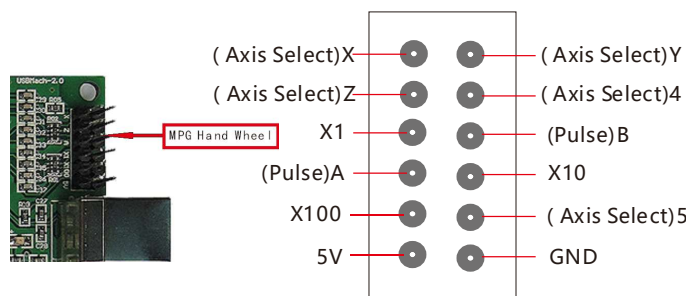 USBMach-2.0
MPG Hand Wheel
( Axis Select)X
( Axis Select)Y
( Axis Select)Z
( Axis Select)4
X1
(Pulse)B
(Pulse)A
X10
X100
( Axis Select)5
5V
GND